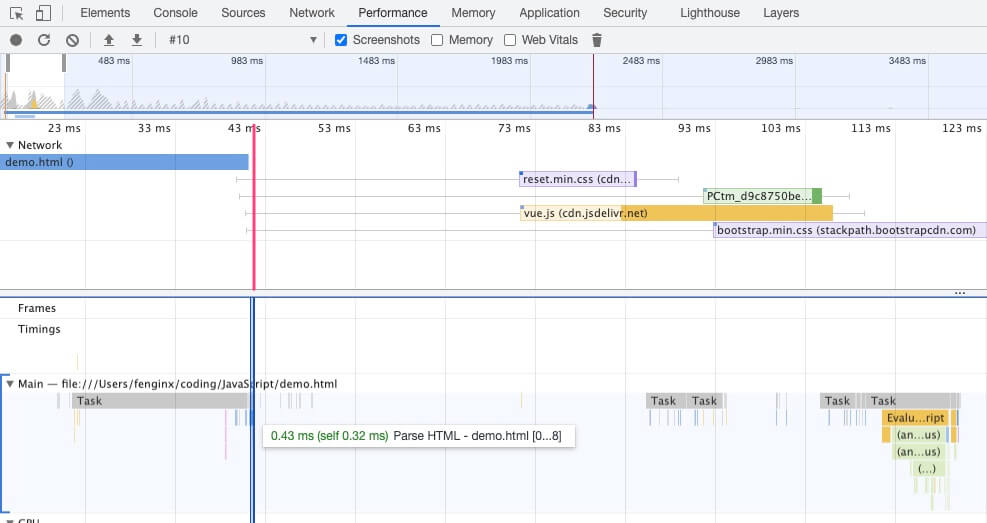 Elements Console Sources Network Performance Memory Application Security Lighthouse Layers
#10 Screenshots Memory Web Vitals
483 ms 983 ms 1483 ms 1983 ms 2483 ms 2983 ms 3483 ms
23 ms 33 ms 43 ms 53 ms 63 ms 73 ms 83 ms 93 ms 103 ms 113 ms 123 ms
Network
demo.html ()
reset.min.css (cdn...
PCtm_d9c8750be...
vue.js (cdn.jsdelivr.net)
bootstrap.min.css (stackpath.bootstrapcdn.com)
...
Frames
Timings
Main — file:///Users/fenginx/coding/JavaScript/demo.html
Task Task Task Task Task
Evalu...ript
0.43 ms (self 0.32 ms) Parse HTML - demo.html [0...8]
(an...us)
(an...us)
(...)
GPU